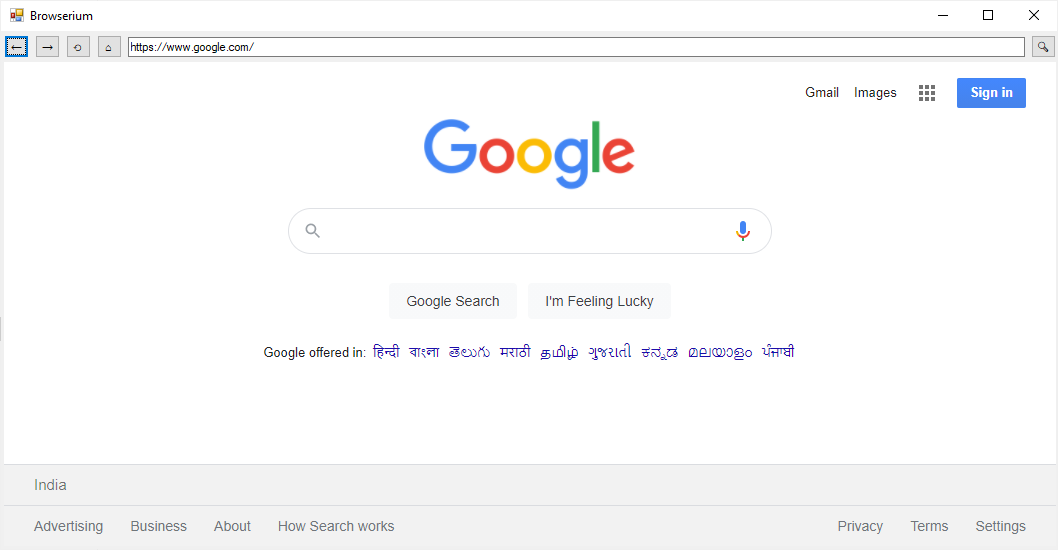 Browserium
https://www.google.com/
Gmail Images Sign in
Google
Google Search I'm Feeling Lucky
Google offered in: हिन्दी বাংলা తెలుగు मराठी தமிழ் ગુજરાતી ಕನ್ನಡ മലയാളം ਪੰਜਾਬੀ
India
Advertising Business About How Search works Privacy Terms Settings